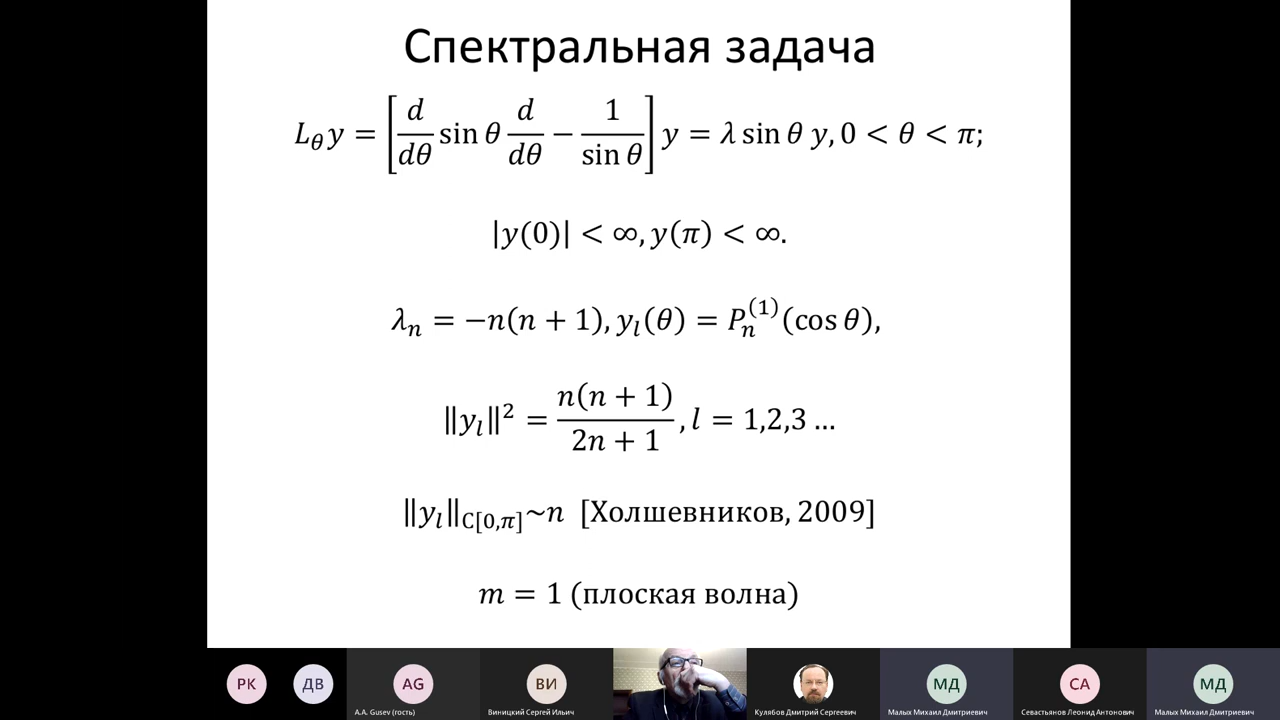 Спектральная задача
L_θ y = [d/dθ sin θ d/dθ − 1/sin θ] y = λ sin θ y, 0 < θ < π;
|y(0)| < ∞, y(π) < ∞.
λ_n = −n(n + 1), y_l(θ) = P_n^(1)(cos θ),
‖y_l‖² = n(n + 1)/2n + 1, l = 1,2,3 …
‖y_l‖_C[0,π] ~n [Холшевников, 2009]
m = 1 (плоская волна)
РК
ДВ
AG
ВИ
МД
СА
МД
A.A. Gusev (гость)
Виницкий Сергей Ильич
Кулябов Дмитрий Сергеевич
Малых Михаил Дмитриевич
Севастьянов Леонид Антонович
Малых Михаил Дмитриевич